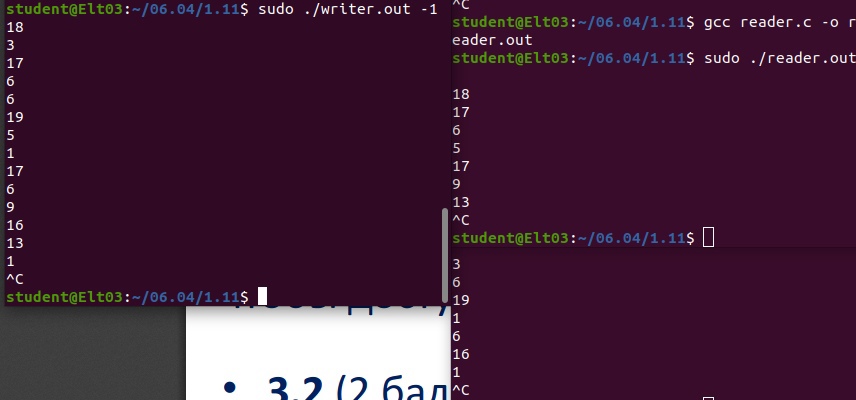 student@Elt03:~/06.04/1.11$ sudo ./writer.out -1
18
3
17
6
6
19
5
1
17
6
9
16
13
1
^C
student@Elt03:~/06.04/1.11$
^C
student@Elt03:~/06.04/1.11$ gcc reader.c -o r
eader.out
student@Elt03:~/06.04/1.11$ sudo ./reader.out
18
17
6
5
17
9
13
^C
student@Elt03:~/06.04/1.11$
3
6
19
1
6
16
1
^C
• 3.2 (2 бал